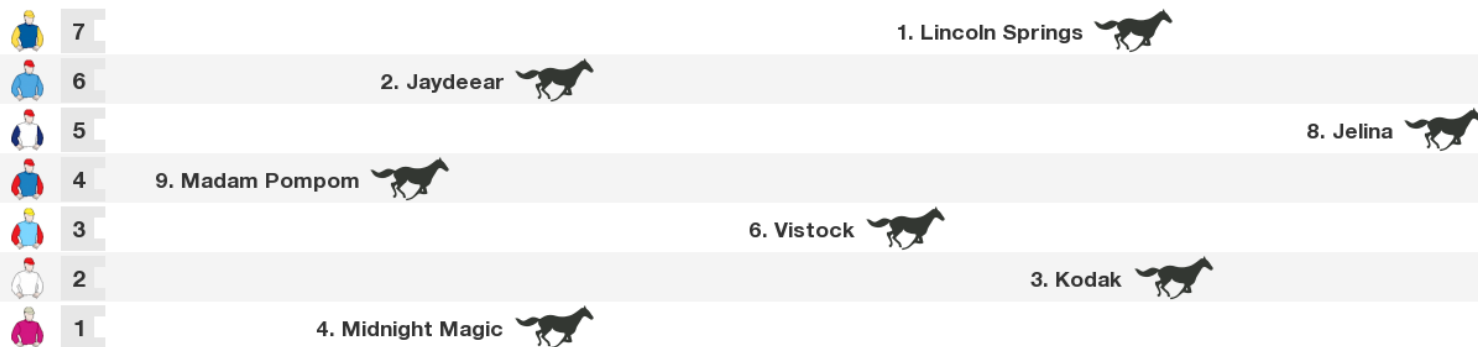 7 1. Lincoln Springs
6 2. Jaydeear
5 8. Jelina
4 9. Madam Pompom
3 6. Vistock
2 3. Kodak
1 4. Midnight Magic